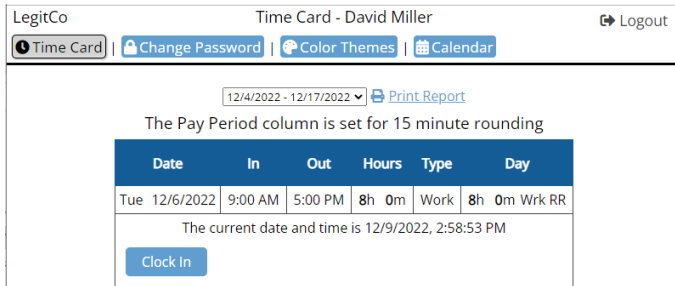 LegitCo Time Card - David Miller Logout
Time Card | Change Password | Color Themes | Calendar
12/4/2022 - 12/17/2022 Print Report
The Pay Period column is set for 15 minute rounding
Date In Out Hours Type Day
Tue 12/6/2022 9:00 AM 5:00 PM 8h 0m Work 8h 0m Wrk RR
The current date and time is 12/9/2022, 2:58:53 PM
Clock In